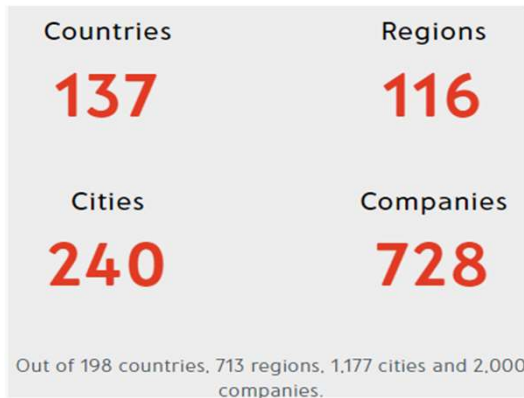 Countries
Regions
137
116
Cities
Companies
240
728
Out of 198 countries, 713 regions, 1,177 cities and 2,000
companies.